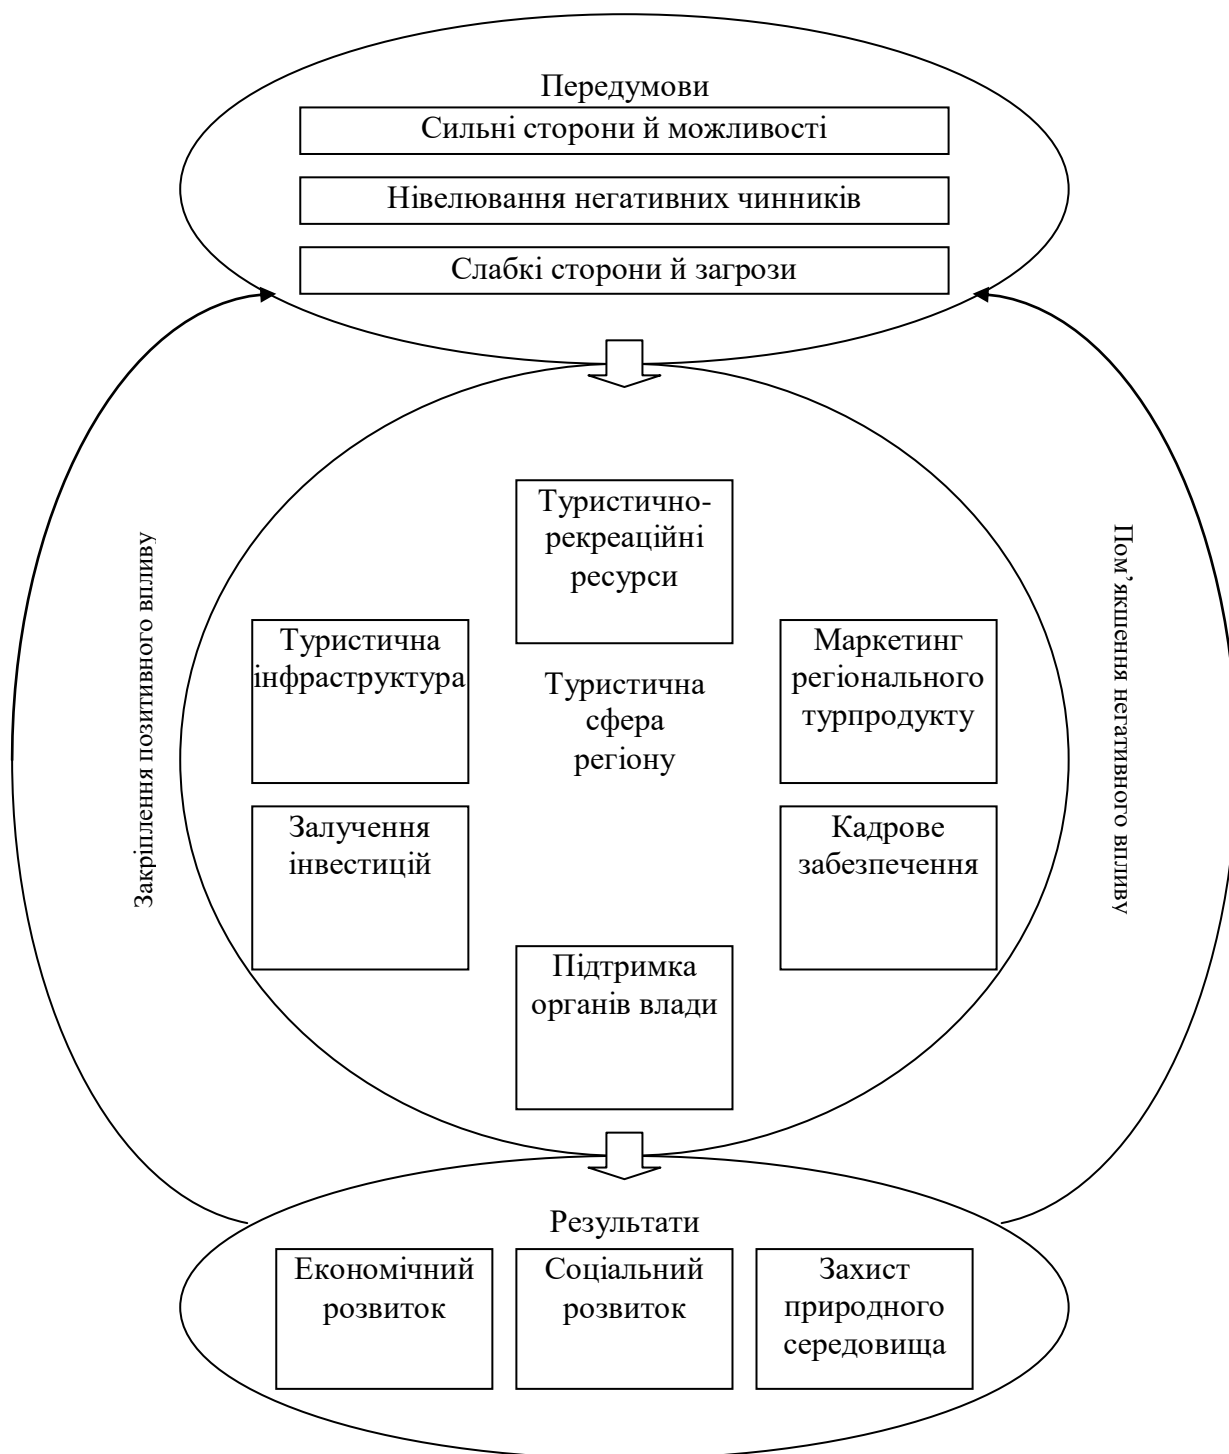 Передумови
Сильні сторони й можливості
Нівелювання негативних чинників
Слабкі сторони й загрози
Закріплення позитивного впливу
Туристично-
рекреаційні
ресурси
Туристична
інфраструктура
Туристична
сфера
регіону
Маркетинг
регіонального
турпродукту
Залучення
інвестицій
Кадрове
забезпечення
Підтримка
органів влади
Пом’якшення негативного впливу
Результати
Економічний
розвиток
Соціальний
розвиток
Захист
природного
середовища